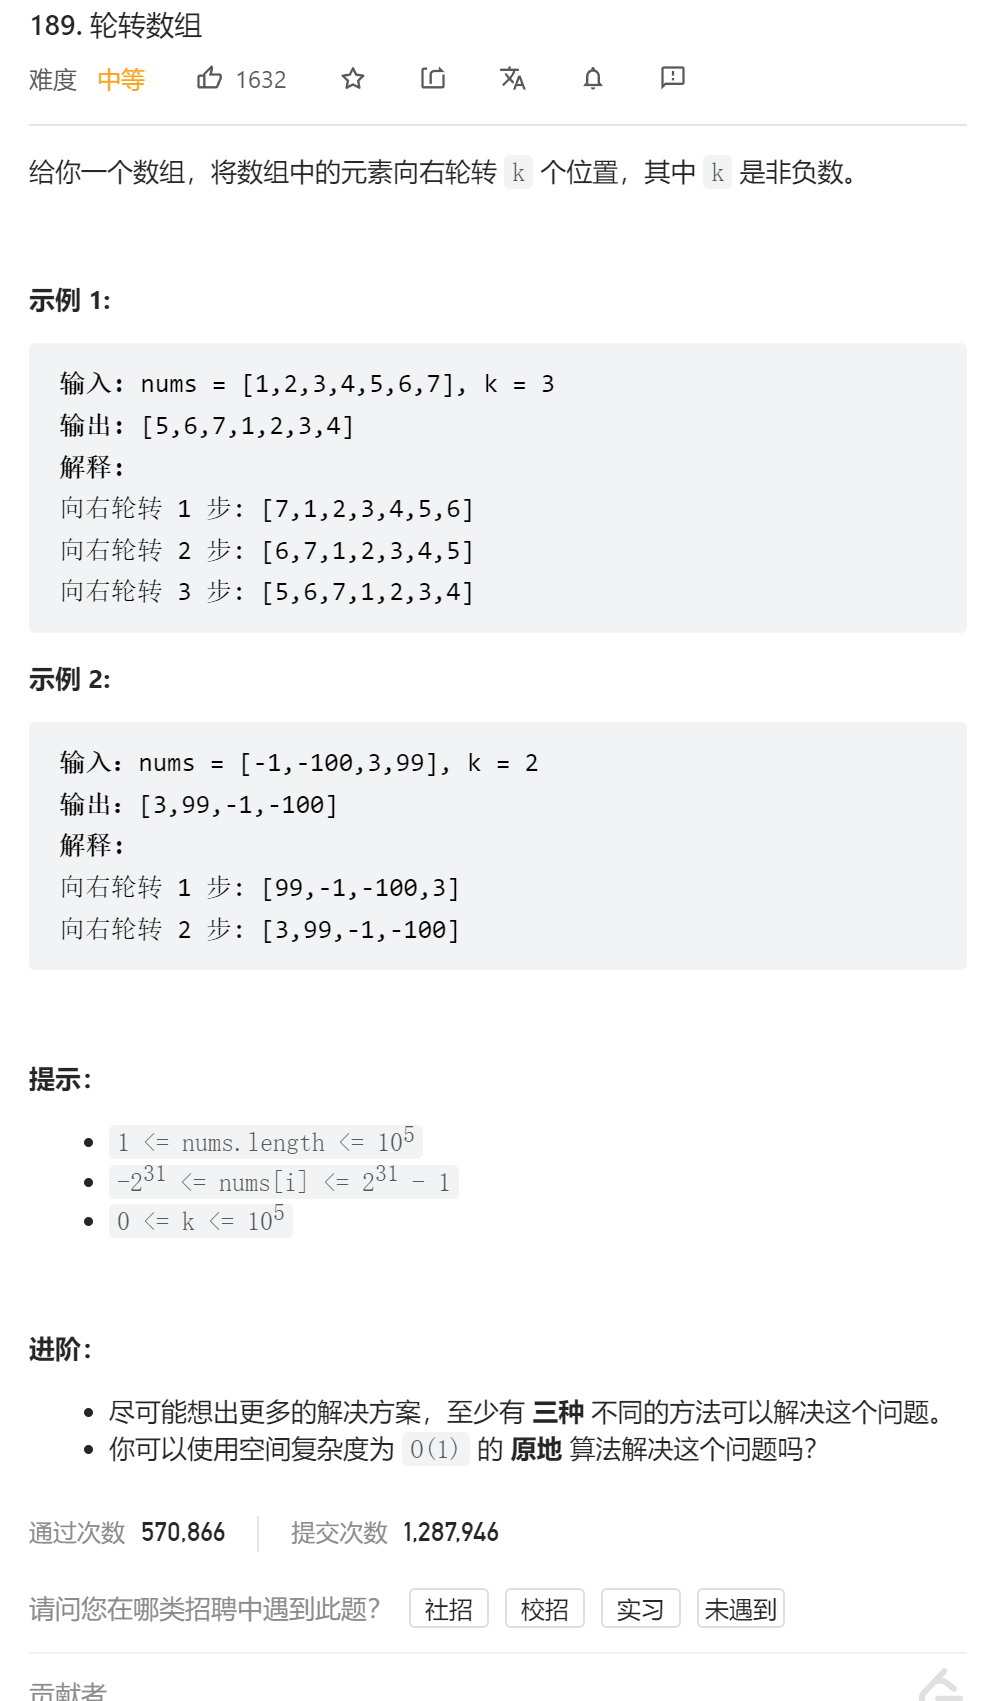 189. 轮转数组
难度 中等 1632
给你一个数组，将数组中的元素向右轮转 k 个位置，其中 k 是非负数。
示例 1:
输入: nums = [1,2,3,4,5,6,7], k = 3
输出: [5,6,7,1,2,3,4]
解释:
向右轮转 1 步: [7,1,2,3,4,5,6]
向右轮转 2 步: [6,7,1,2,3,4,5]
向右轮转 3 步: [5,6,7,1,2,3,4]
示例 2:
输入：nums = [-1,-100,3,99], k = 2
输出：[3,99,-1,-100]
解释:
向右轮转 1 步: [99,-1,-100,3]
向右轮转 2 步: [3,99,-1,-100]
提示：
1 <= nums.length <= 10⁵
-2³¹ <= nums[i] <= 2³¹ - 1
0 <= k <= 10⁵
进阶：
尽可能想出更多的解决方案，至少有 三种 不同的方法可以解决这个问题。
你可以使用空间复杂度为 O(1) 的 原地 算法解决这个问题吗？
通过次数 570,866 提交次数 1,287,946
请问您在哪类招聘中遇到此题？ 社招 校招 实习 未遇到
贡献者